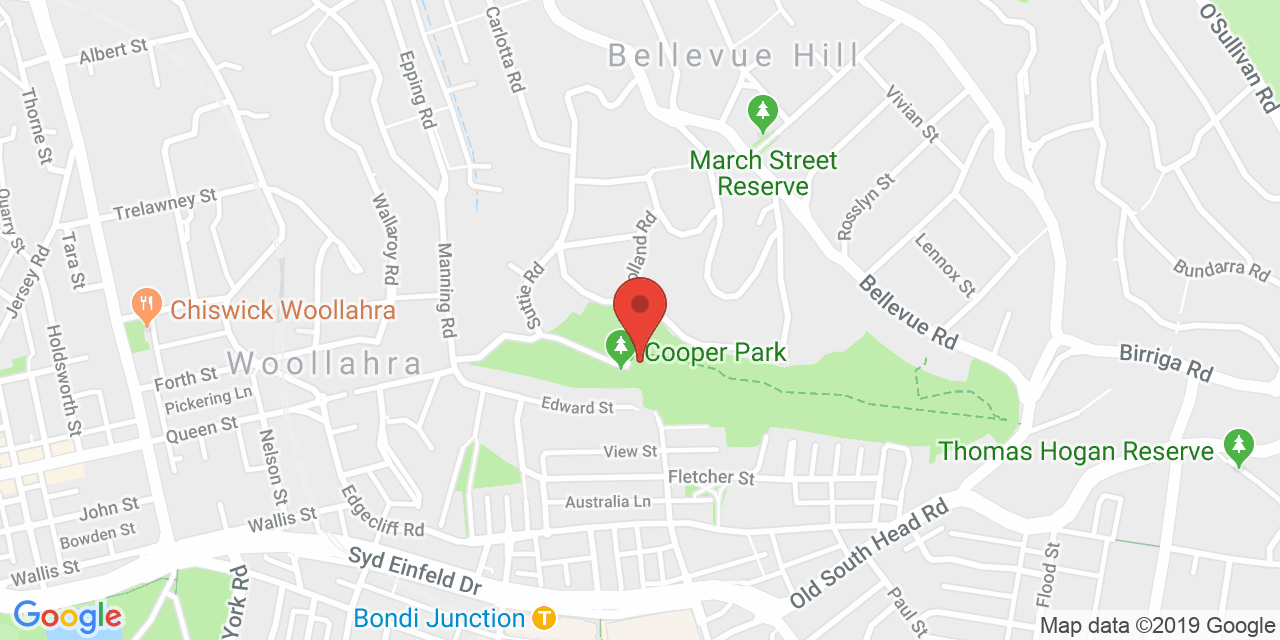 O'Sullivan Rd
Carlotta Rd
Albert St
Epping Rd
Bellevue Hill
Thorne St
Vivian St
March Street
Reserve
Trelawney St
Quarry St
Wallaroy Rd
Rosslyn St
Tara St
Jersey Rd
Manning Rd
olland Rd
Lennox St
Bundarra Rd
Suttie Rd
Chiswick Woollahra
Bellevue Rd
Holdsworth St
Woollahra
Cooper Park
Birriga Rd
Forth St
Pickering Ln
Edward St
Queen St
Nelson St
View St
Thomas Hogan Reserve
Fletcher St
Australia Ln
John St
Wallis St
Edgecliff Rd
Bowden St
Syd Einfeld Dr
Old South Head Rd
Wallis St
Flood St
York Rd
Paul St
Google
Bondi Junction
T
Map data ©2019 Google